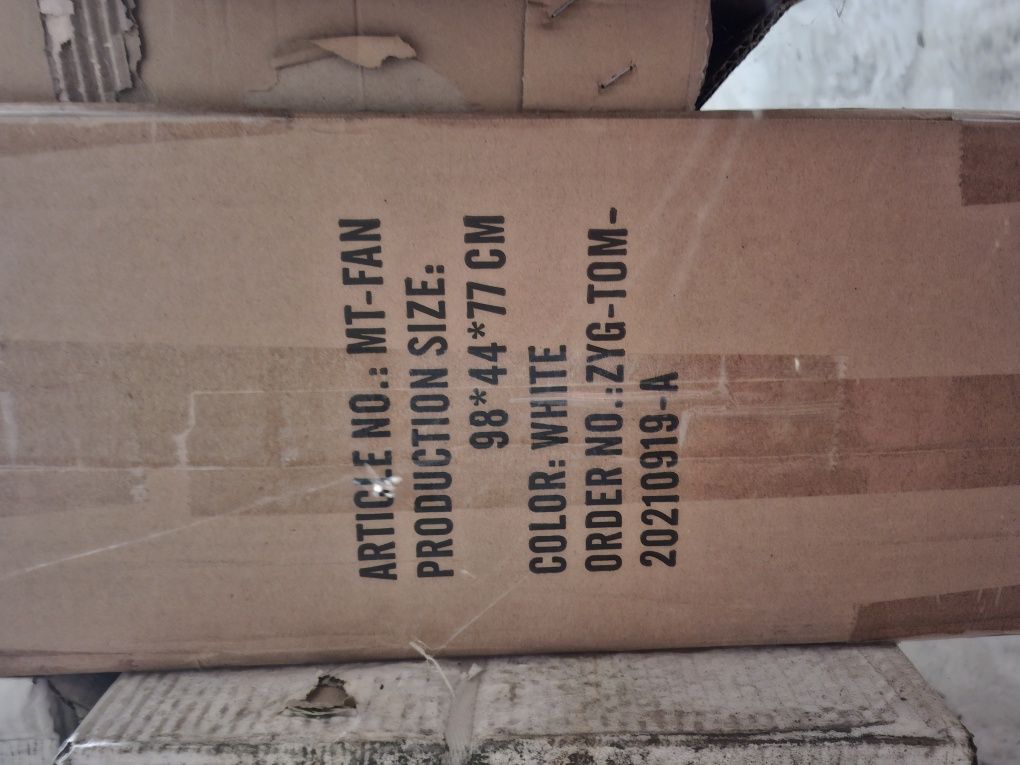 ARTICLE NO.: MT-FAN
PRODUCTION SIZE:
98*44*77 CM
COLOR: WHITE
ORDER NO.:ZYG-TOM-
20210919-A